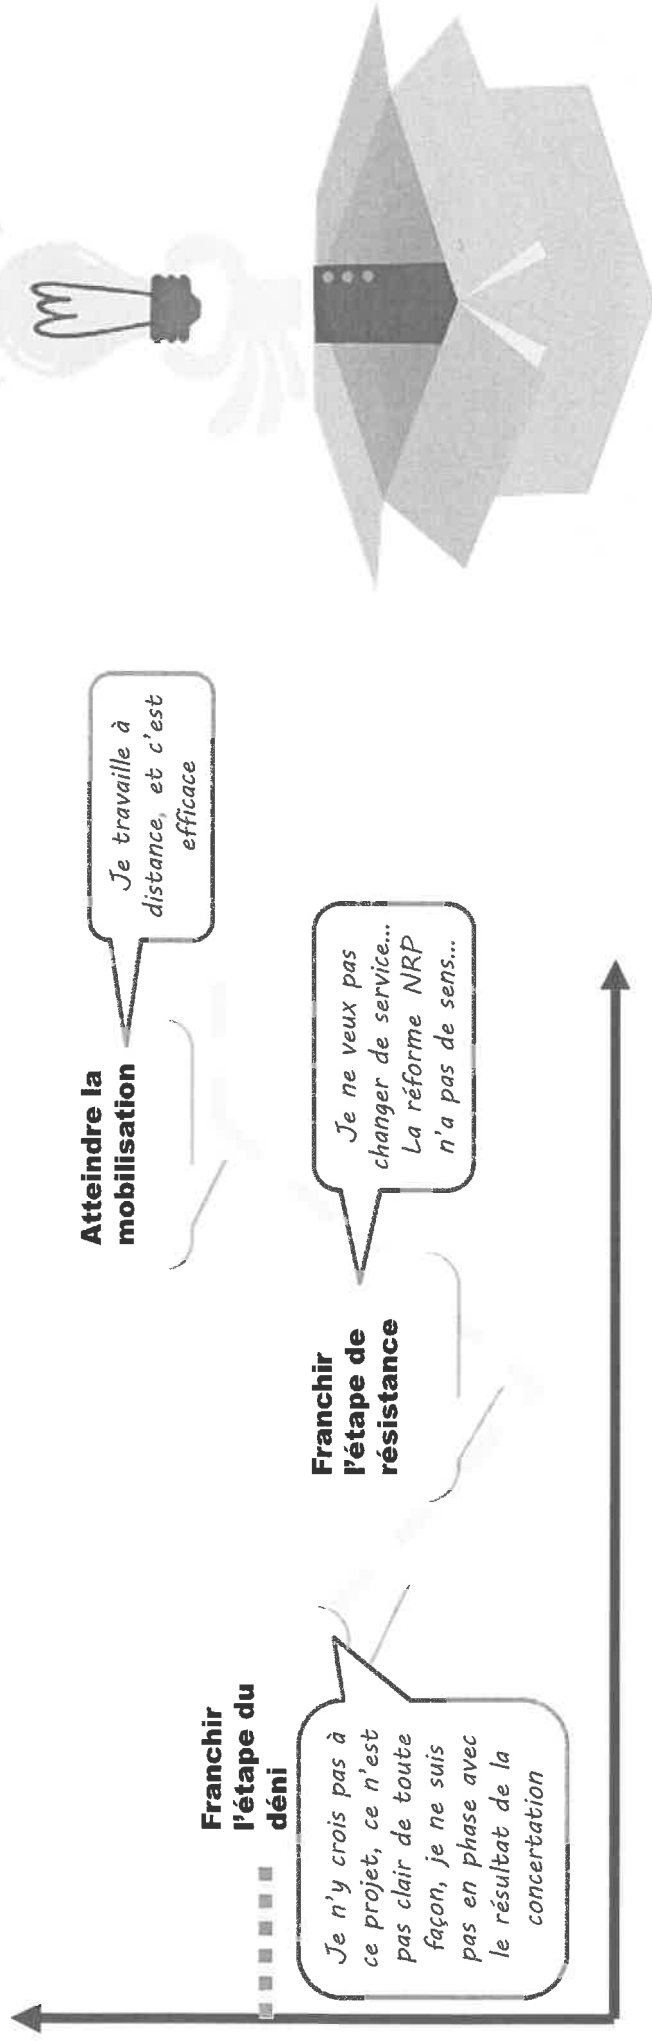 Franchir
l'étape du
déni
Je n'y crois pas à
ce projet, ce n'est
pas clair de toute
façon, je ne suis
pas en phase avec
le résultat de la
concertation
Franchir
l'étape de
résistance
Je ne veux pas
changer de service...
La réforme NRP
n'a pas de sens...
Atteindre la
mobilisation
Je travaille à
distance, et c'est
efficace